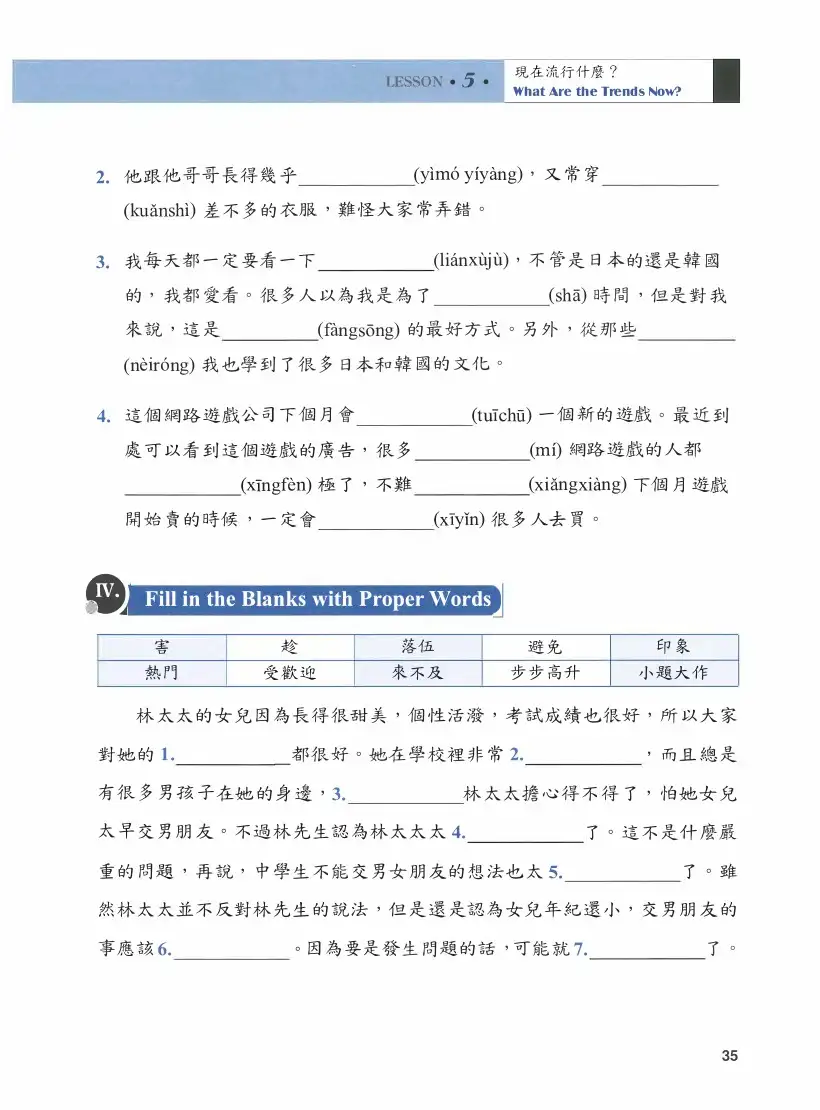 LESSON • 5 •
現在流行什麼？
What Are the Trends Now?
2. 他跟他哥哥長得幾乎____________(yìmó yíyàng)，又常穿____________
(kuǎnshì) 差不多的衣服，難怪大家常弄錯。
3. 我每天都一定要看一下____________(liánxùjù)，不管是日本的還是韓國
的，我都愛看。很多人以為我是為了____________(shā) 時間，但是對我
來說，這是__________(fàngsōng) 的最好方式。另外，從那些__________
(nèiróng) 我也學到了很多日本和韓國的文化。
4. 這個網路遊戲公司下個月會____________(tuīchū) 一個新的遊戲。最近到
處可以看到這個遊戲的廣告，很多____________(mí) 網路遊戲的人都
____________(xīngfèn) 極了，不難____________(xiǎngxiàng) 下個月遊戲
開始賣的時候，一定會____________(xīyǐn) 很多人去買。
IV. Fill in the Blanks with Proper Words
害 趁 落伍 避免 印象
熱門 受歡迎 來不及 步步高升 小題大作
林太太的女兒因為長得很甜美，個性活潑，考試成績也很好，所以大家
對她的 1.____________都很好。她在學校裡非常 2.____________，而且總是
有很多男孩子在她的身邊，3.____________林太太擔心得不得了，怕她女兒
太早交男朋友。不過林先生認為林太太太 4.____________了。這不是什麼嚴
重的問題，再說，中學生不能交男女朋友的想法也太 5.____________了。雖
然林太太並不反對林先生的說法，但是還是認為女兒年紀還小，交男朋友的
事應該 6.____________。因為要是發生問題的話，可能就 7.____________了。
35